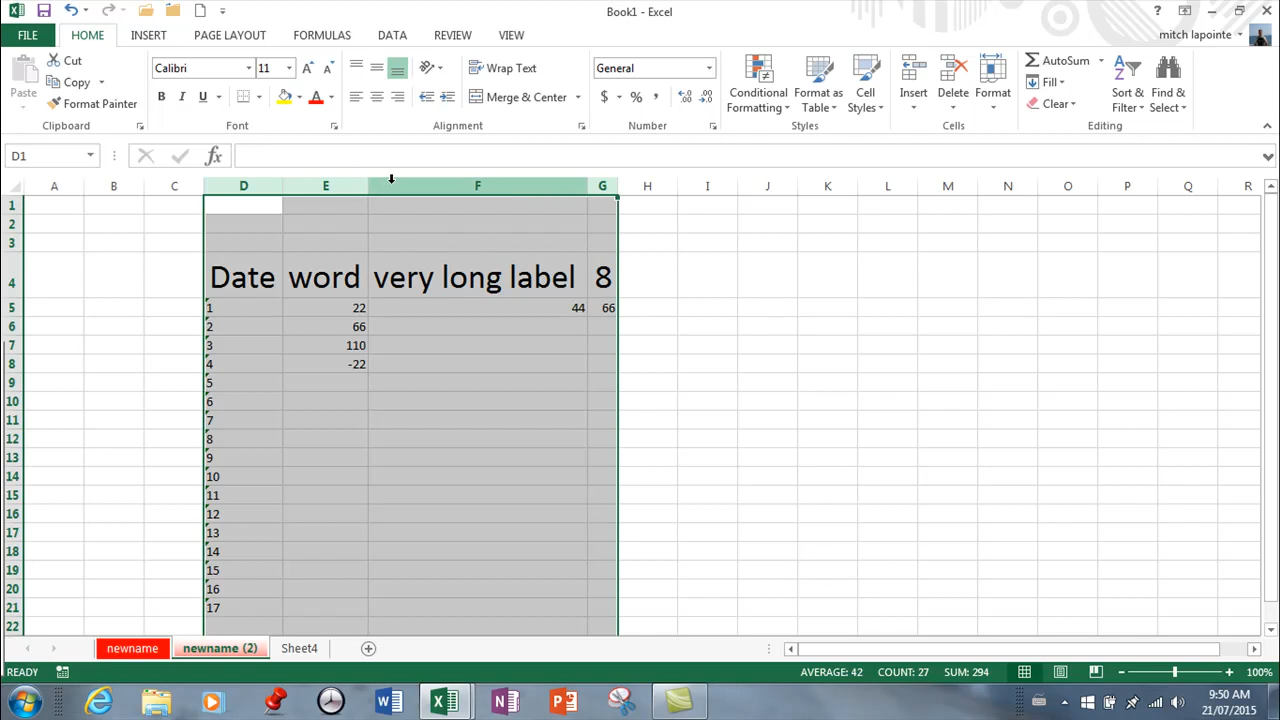 Book1 - Excel
FILE HOME INSERT PAGE LAYOUT FORMULAS DATA REVIEW VIEW mitch lapointe
Paste Cut Copy Format Painter
Clipboard
Calibri 11
B I U A
Font
Wrap Text
Merge & Center
Alignment
General
$ % ,
Number
Conditional Formatting Format as Table Cell Styles
Styles
Insert Delete Format
Cells
AutoSum Fill Clear Sort & Filter Find & Select
Editing
D1 fx
A B C D E F G H I J K L M N O P Q R
1
2
3
4 Date word very long label 8
5 1 22 44 66
6 2 66
7 3 110
8 4 -22
9 5
10 6
11 7
12 8
13 9
14 10
15 11
16 12
17 13
18 14
19 15
20 16
21 17
22
newname newname (2) Sheet4
READY AVERAGE: 42 COUNT: 27 SUM: 294 100%
9:50 AM
21/07/2015